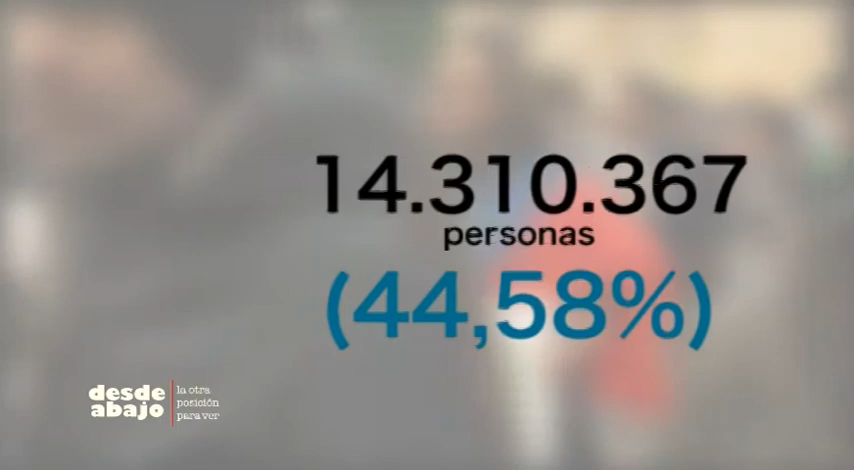 14.310.367
personas
(44,58%)
desde
abajo
la otra
posición
para ver